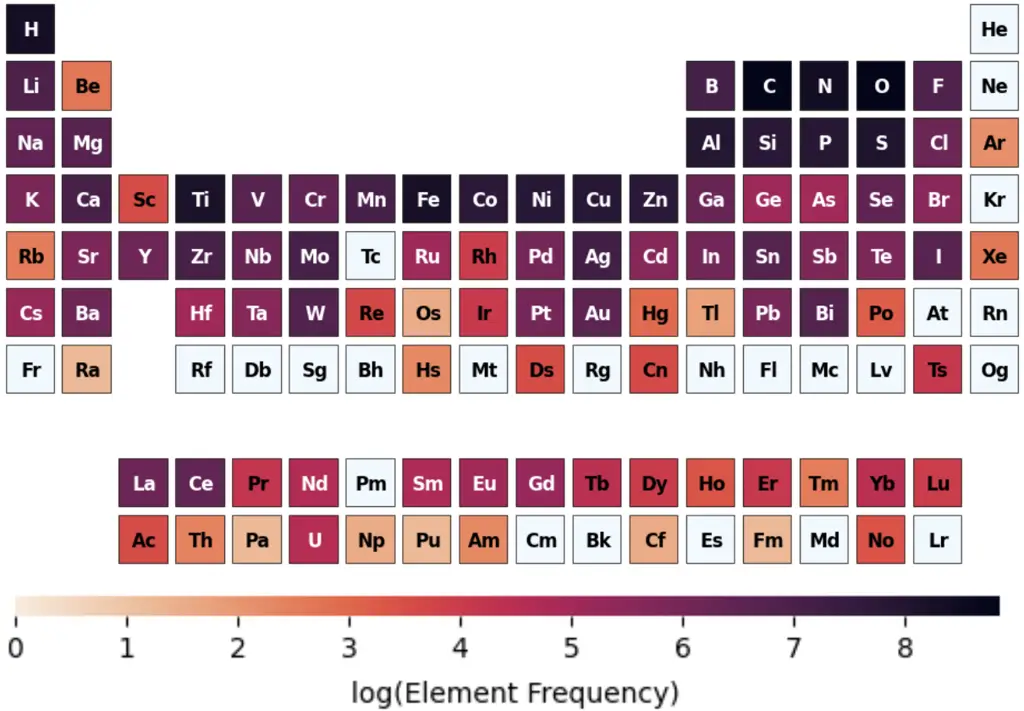 H He
Li Be B C N O F Ne
Na Mg Al Si P S Cl Ar
K Ca Sc Ti V Cr Mn Fe Co Ni Cu Zn Ga Ge As Se Br Kr
Rb Sr Y Zr Nb Mo Tc Ru Rh Pd Ag Cd In Sn Sb Te I Xe
Cs Ba Hf Ta W Re Os Ir Pt Au Hg Tl Pb Bi Po At Rn
Fr Ra Rf Db Sg Bh Hs Mt Ds Rg Cn Nh Fl Mc Lv Ts Og
La Ce Pr Nd Pm Sm Eu Gd Tb Dy Ho Er Tm Yb Lu
Ac Th Pa U Np Pu Am Cm Bk Cf Es Fm Md No Lr
0 1 2 3 4 5 6 7 8
log(Element Frequency)